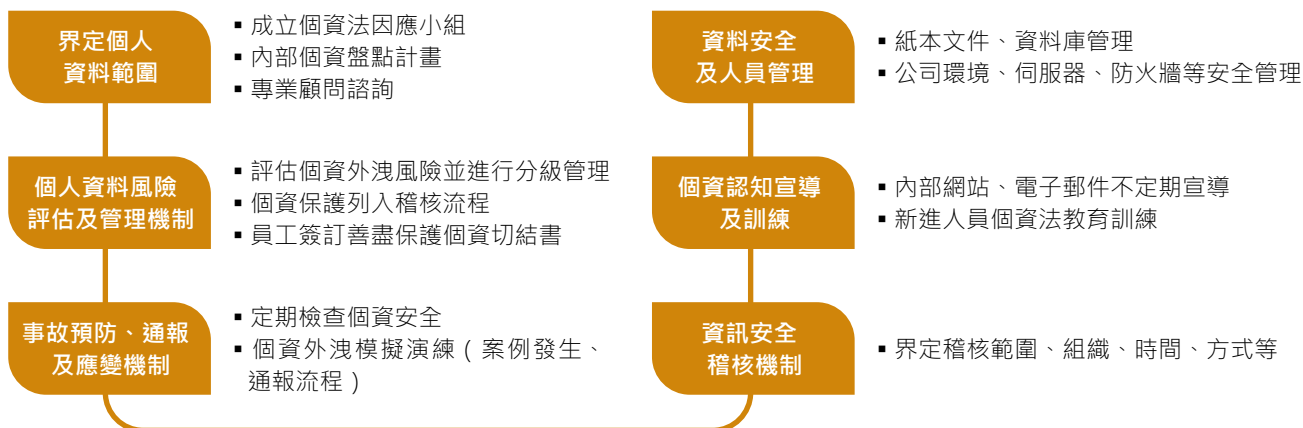 界定個人
資料範圍
▪ 成立個資法因應小組
▪ 內部個資盤點計畫
▪ 專業顧問諮詢
個人資料風險
評估及管理機制
▪ 評估個資外洩風險並進行分級管理
▪ 個資保護列入稽核流程
▪ 員工簽訂善盡保護個資切結書
事故預防、通報
及應變機制
▪ 定期檢查個資安全
▪ 個資外洩模擬演練（案例發生、
通報流程）
資料安全
及人員管理
▪ 紙本文件、資料庫管理
▪ 公司環境、伺服器、防火牆等安全管理
個資認知宣導
及訓練
▪ 內部網站、電子郵件不定期宣導
▪ 新進人員個資法教育訓練
資訊安全
稽核機制
▪ 界定稽核範圍、組織、時間、方式等